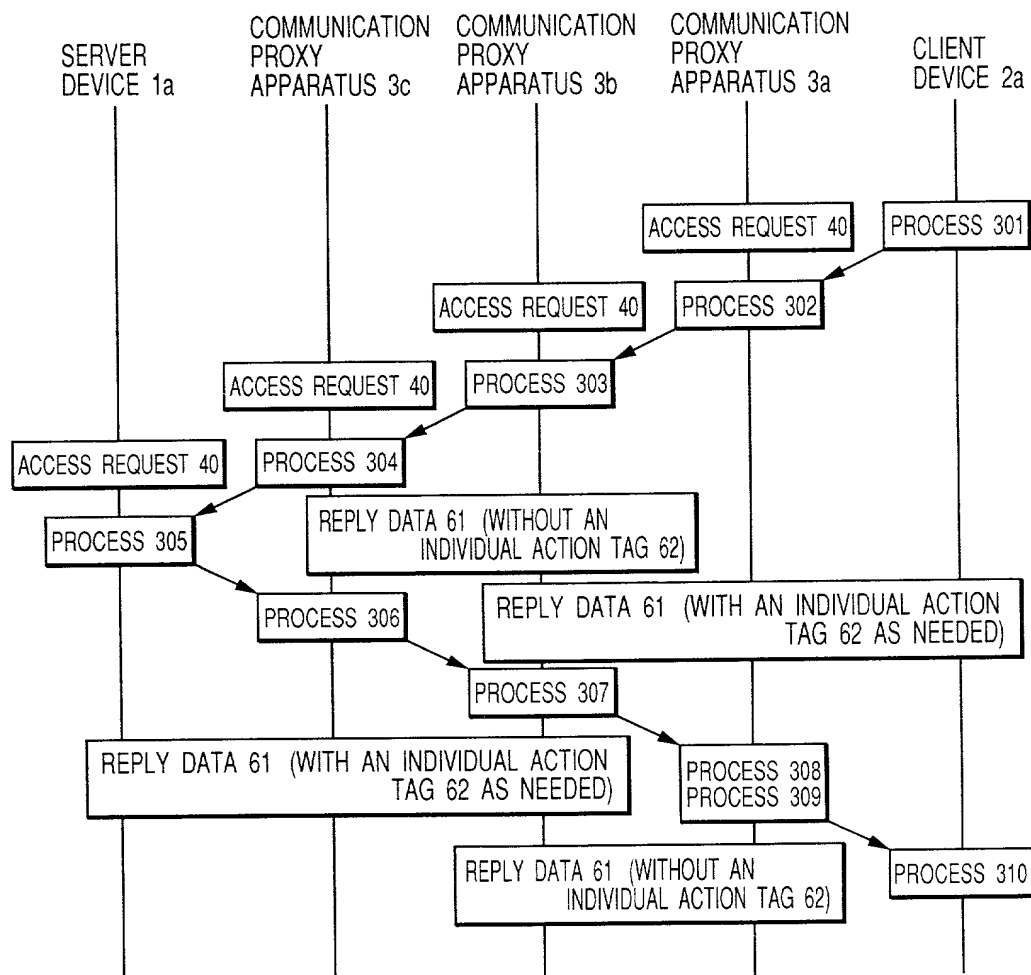 SERVER
DEVICE 1a
COMMUNICATION
PROXY
APPARATUS 3c
COMMUNICATION
PROXY
APPARATUS 3b
COMMUNICATION
PROXY
APPARATUS 3a
CLIENT
DEVICE 2a
ACCESS REQUEST 40
PROCESS 301
ACCESS REQUEST 40
PROCESS 302
ACCESS REQUEST 40
PROCESS 303
ACCESS REQUEST 40
PROCESS 304
PROCESS 305
REPLY DATA 61 (WITHOUT AN
INDIVIDUAL ACTION TAG 62)
PROCESS 306
REPLY DATA 61 (WITH AN INDIVIDUAL ACTION
TAG 62 AS NEEDED)
PROCESS 307
REPLY DATA 61 (WITH AN INDIVIDUAL ACTION
TAG 62 AS NEEDED)
PROCESS 308
PROCESS 309
REPLY DATA 61 (WITHOUT AN
INDIVIDUAL ACTION TAG 62)
PROCESS 310